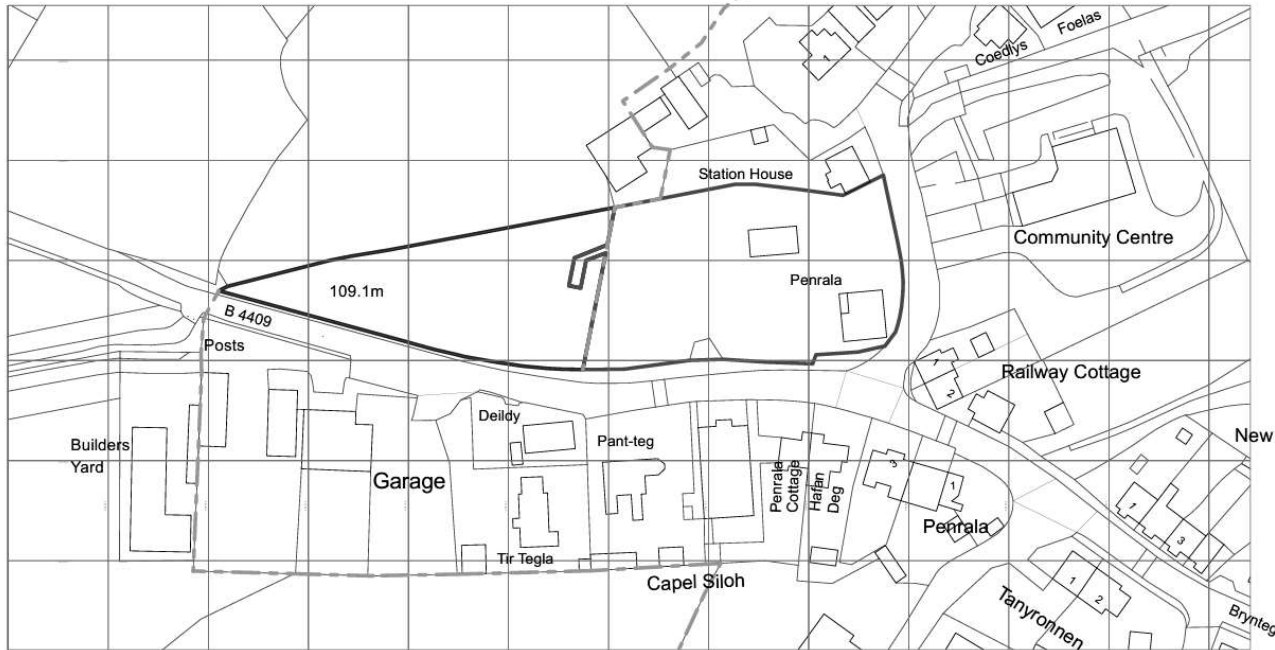 Foelas
Coedlys
1
Station House
Community Centre
Penrala
109.1m
B 4409
Posts
1
2
Railway Cottage
Deildy
Builders
Yard
Garage
Pant-teg
Penrala
Cottage
Hafan
Deg
3
1
Penrala
New
1
3
Tir Tegla
Capel Siloh
Tanyronnen
1
2
Brynteg